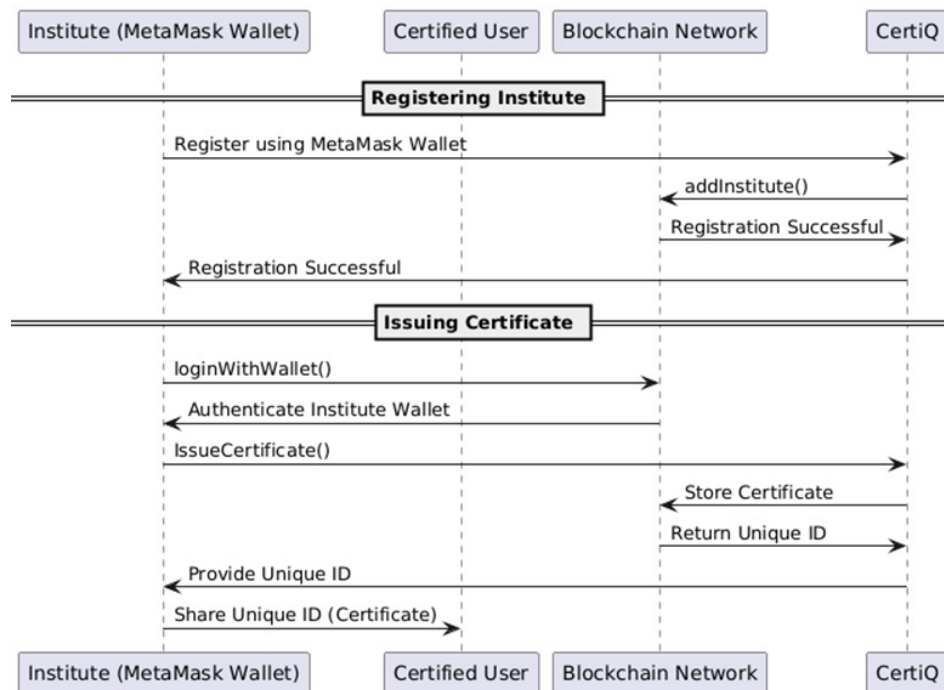 Institute (MetaMask Wallet) Certified User Blockchain Network CertiQ
Registering Institute
Register using MetaMask Wallet
addInstitute()
Registration Successful
Registration Successful
Issuing Certificate
loginWithWallet()
Authenticate Institute Wallet
IssueCertificate()
Store Certificate
Return Unique ID
Provide Unique ID
Share Unique ID (Certificate)
Institute (MetaMask Wallet) Certified User Blockchain Network CertiQ